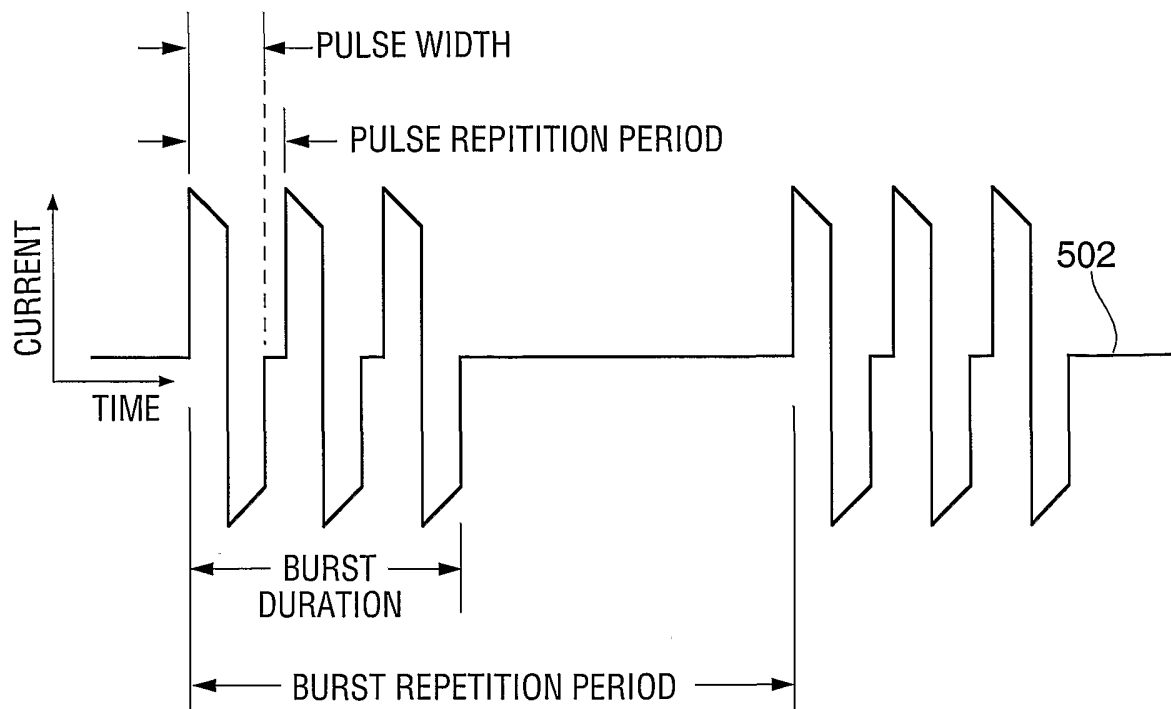 PULSE WIDTH
PULSE REPITITION PERIOD
CURRENT
502
TIME
BURST
DURATION
BURST REPETITION PERIOD